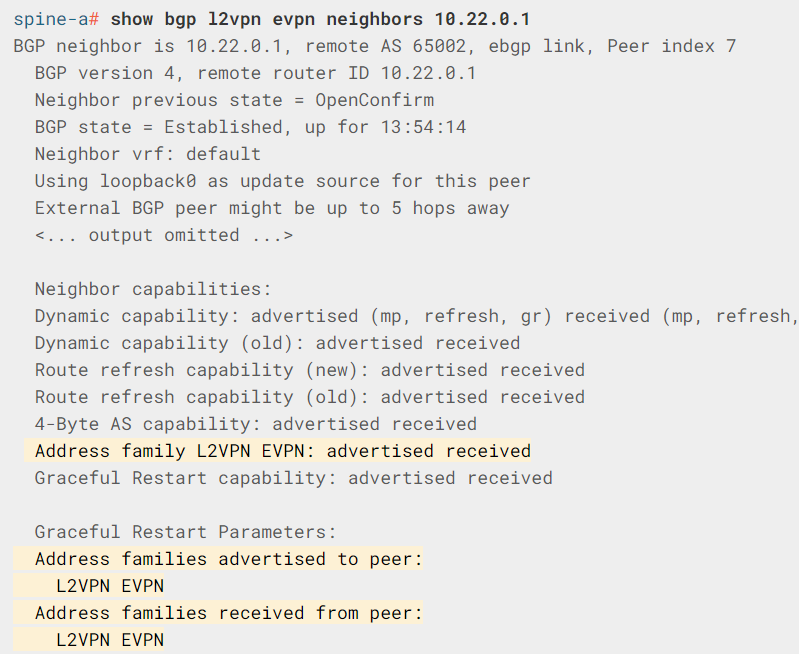 spine-a# show bgp l2vpn evpn neighbors 10.22.0.1
BGP neighbor is 10.22.0.1, remote AS 65002, ebgp link, Peer index 7
BGP version 4, remote router ID 10.22.0.1
Neighbor previous state = OpenConfirm
BGP state = Established, up for 13:54:14
Neighbor vrf: default
Using loopback0 as update source for this peer
External BGP peer might be up to 5 hops away
<... output omitted ...>
Neighbor capabilities:
Dynamic capability: advertised (mp, refresh, gr) received (mp, refresh,
Dynamic capability (old): advertised received
Route refresh capability (new): advertised received
Route refresh capability (old): advertised received
4-Byte AS capability: advertised received
Address family L2VPN EVPN: advertised received
Graceful Restart capability: advertised received
Graceful Restart Parameters:
Address families advertised to peer:
L2VPN EVPN
Address families received from peer:
L2VPN EVPN